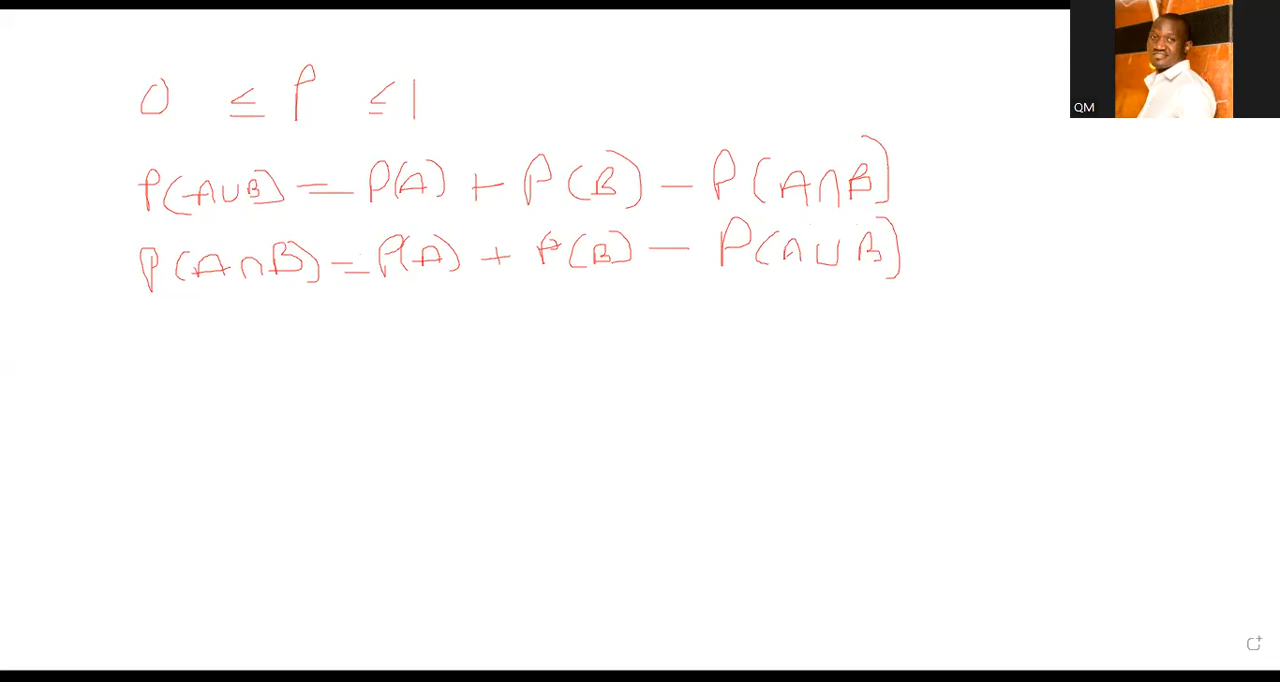 0 ≤ P ≤ 1
P(A∪B) = P(A) + P(B) − P(A∩B)
P(A∩B) = P(A) + P(B) − P(A∪B)
QM